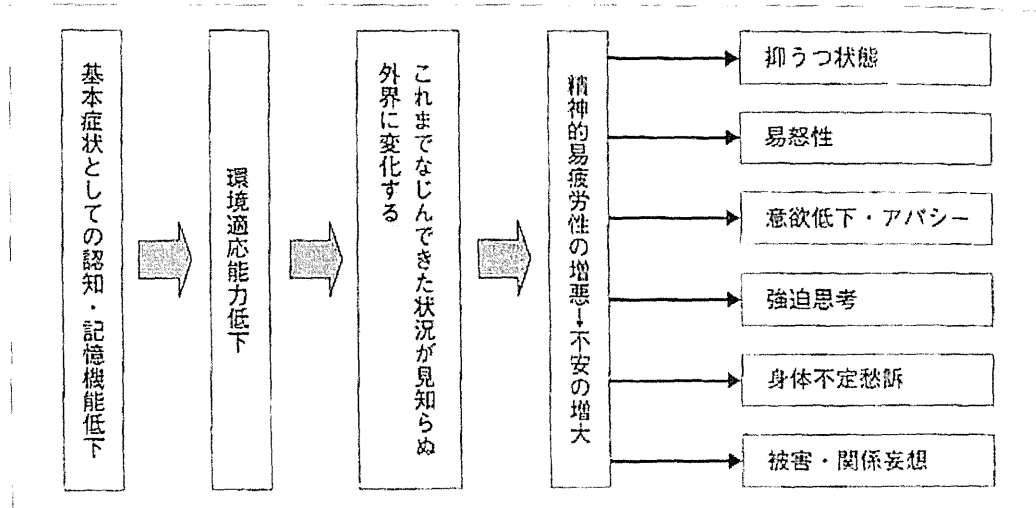 基本症状としての認知・記憶機能低下
環境適応能力低下
これまでなじんできた状況が見知らぬ
外界に変化する
精神的易疲労性の増悪→不安の増大
抑うつ状態
易怒性
意欲低下・アパシー
強迫思考
身体不定愁訴
被害・関係妄想